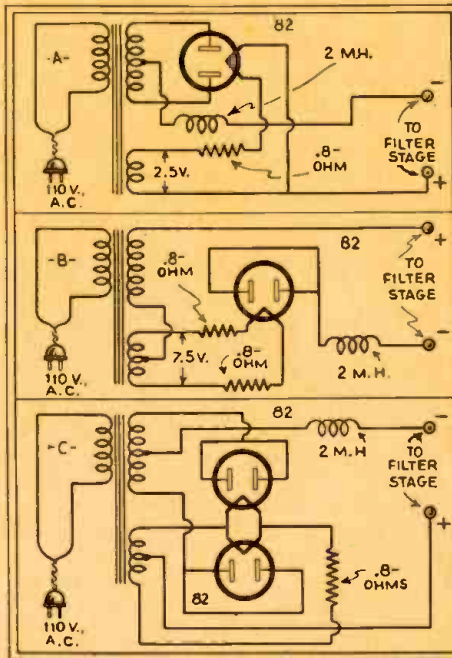 82
-A-
2 M.H.
-
TO
FILTER
STAGE
+
.8-
OHM
2.5V.
110 V.,
A.C.
82
+
-B-
.8-
OHM
TO
FILTER
STAGE
-
7.5V.
.8-
OHM
2 M.H.
110 V.,
A.C.
82
-
2 M.H
-C-
TO
FILTER
STAGE
+
.8-
OHMS
82
110 V.,
A.C.